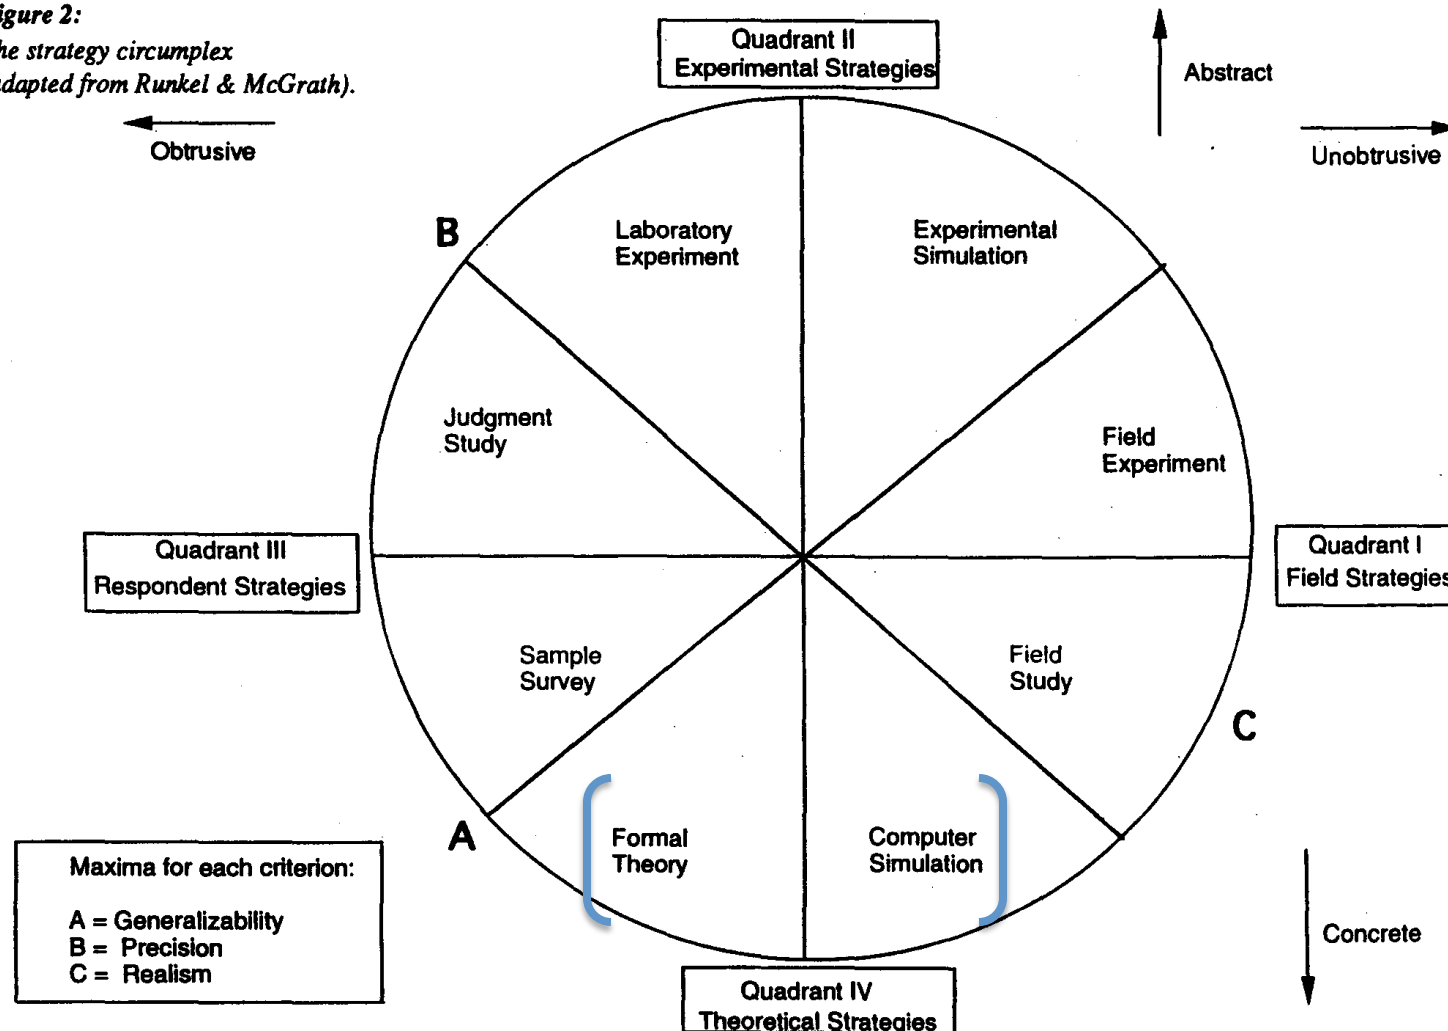 igure 2:
he strategy circumplex
dapted from Runkel & McGrath).
Obtrusive
Quadrant II
Experimental Strategies
Abstract
Unobtrusive
B
Laboratory
Experiment
Experimental
Simulation
Judgment
Study
Field
Experiment
Quadrant III
Respondent Strategies
Quadrant I
Field Strategies
Sample
Survey
Field
Study
C
A
Formal
Theory
Computer
Simulation
Maxima for each criterion:
A = Generalizability
B = Precision
C = Realism
Concrete
Quadrant IV
Theoretical Strategies